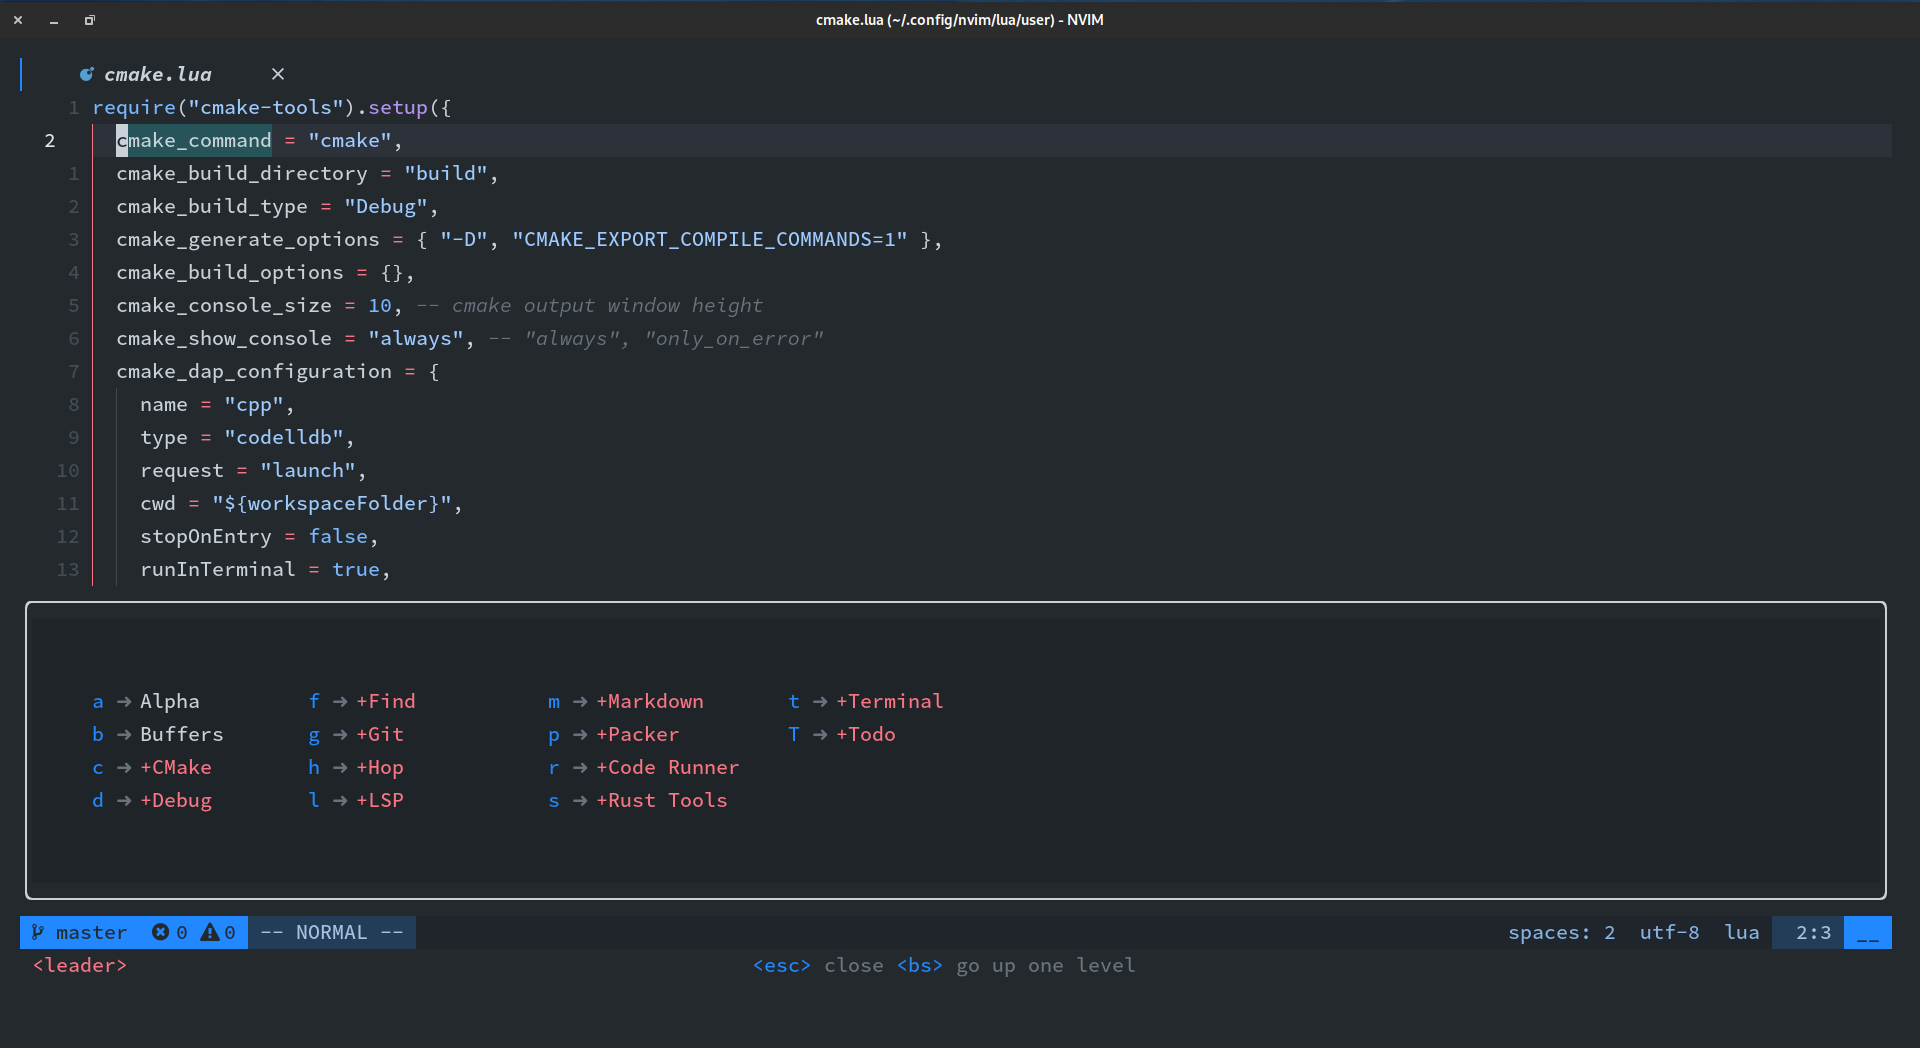 cmake.lua (~/.config/nvim/lua/user) - NVIM
cmake.lua
1 require("cmake-tools").setup({
2 cmake_command = "cmake",
1 cmake_build_directory = "build",
2 cmake_build_type = "Debug",
3 cmake_generate_options = { "-D", "CMAKE_EXPORT_COMPILE_COMMANDS=1" },
4 cmake_build_options = {},
5 cmake_console_size = 10, -- cmake output window height
6 cmake_show_console = "always", -- "always", "only_on_error"
7 cmake_dap_configuration = {
8 name = "cpp",
9 type = "codelldb",
10 request = "launch",
11 cwd = "${workspaceFolder}",
12 stopOnEntry = false,
13 runInTerminal = true,
a → Alpha f → +Find m → +Markdown t → +Terminal
b → Buffers g → +Git p → +Packer T → +Todo
c → +CMake h → +Hop r → +Code Runner
d → +Debug l → +LSP s → +Rust Tools
master 0 0 -- NORMAL -- spaces: 2 utf-8 lua 2:3 __
<leader> <esc> close <bs> go up one level